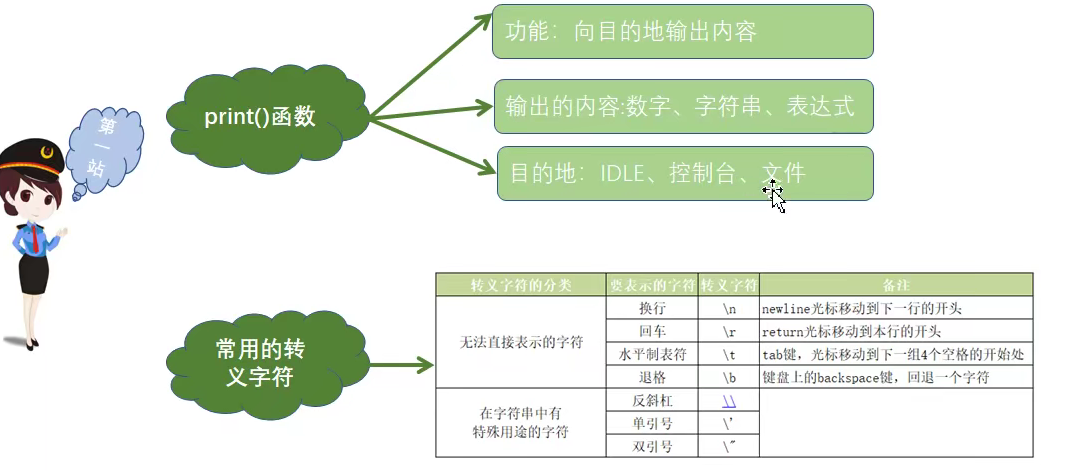 功能：向目的地输出内容
print()函数
输出的内容:数字、字符串、表达式
第一站
目的地：IDLE、控制台、文件
常用的转
义字符
转义字符的分类 要表示的字符 转义字符 备注
无法直接表示的字符 换行 \n newline光标移动到下一行的开头
回车 \r return光标移动到本行的开头
水平制表符 \t tab键，光标移动到下一组4个空格的开始处
退格 \b 键盘上的backspace键，回退一个字符
在字符串中有
特殊用途的字符
反斜杠 \\
单引号 \'
双引号 \"